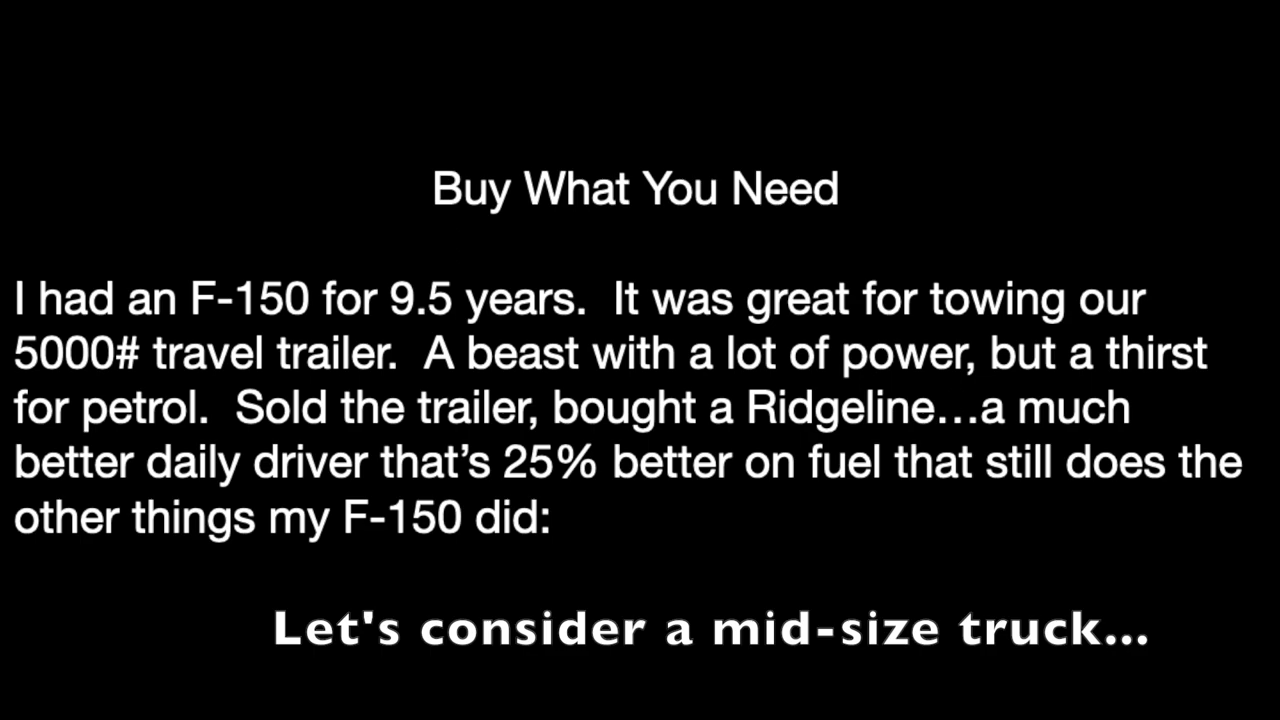 Buy What You Need
I had an F-150 for 9.5 years.  It was great for towing our
5000# travel trailer.  A beast with a lot of power, but a thirst
for petrol.  Sold the trailer, bought a Ridgeline…a much
better daily driver that’s 25% better on fuel that still does the
other things my F-150 did:
Let's consider a mid-size truck...